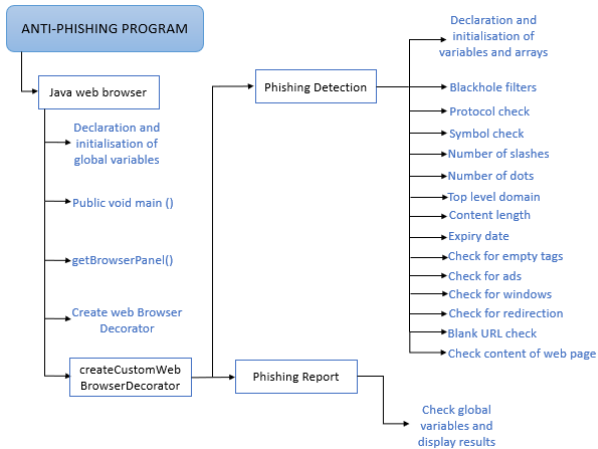 ANTI-PHISHING PROGRAM
Java web browser
Declaration and
initialisation of
global variables
Public void main ()
getBrowserPanel()
Create web Browser
Decorator
createCustomWeb
BrowserDecorator
Phishing Detection
Declaration and
initialisation of
variables and arrays
Blackhole filters
Protocol check
Symbol check
Number of slashes
Number of dots
Top level domain
Content length
Expiry date
Check for empty tags
Check for ads
Check for windows
Check for redirection
Blank URL check
Check content of web page
Phishing Report
Check global
variables and
display results